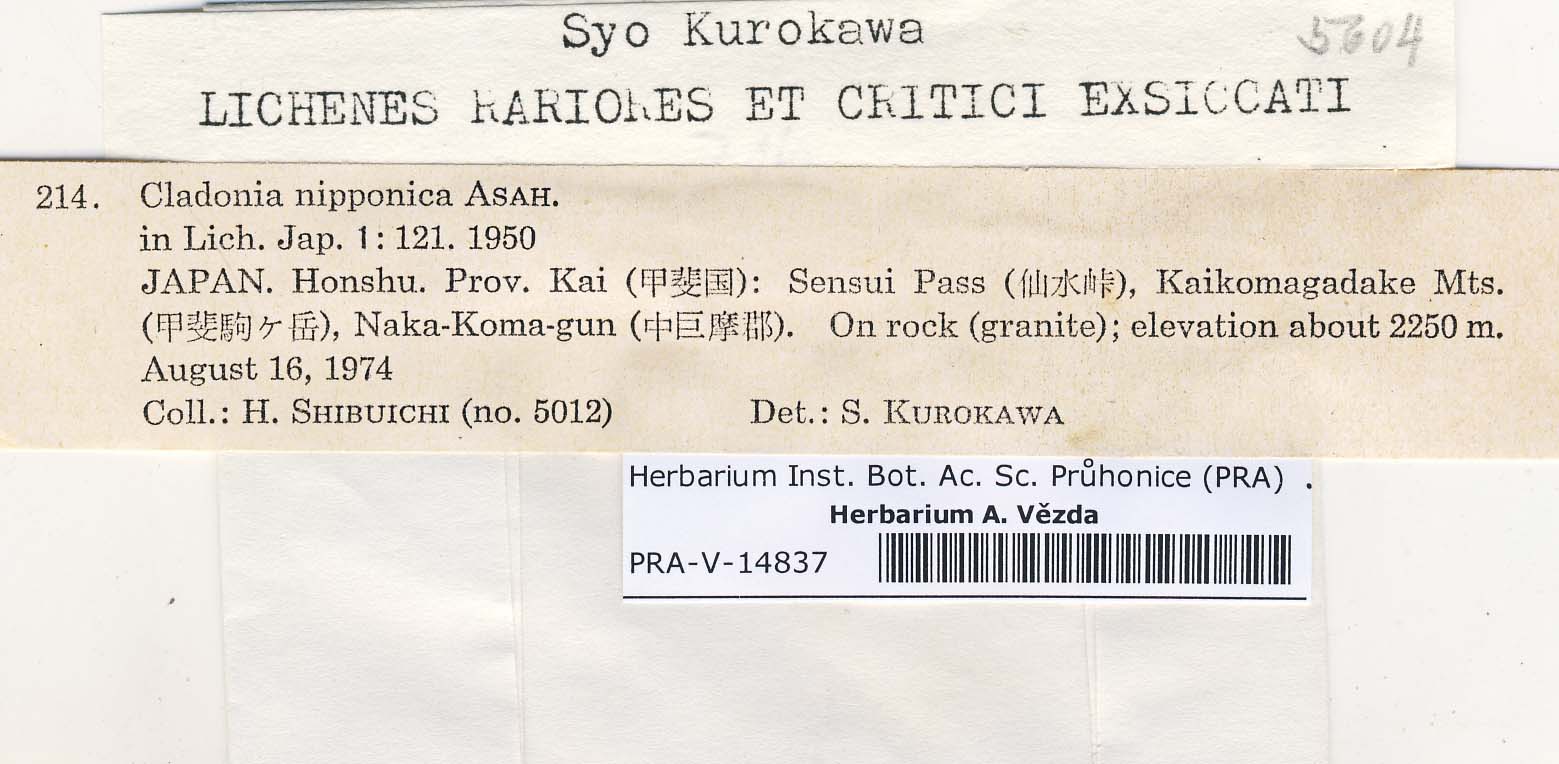 Syo Kurokawa
5604
LICHENES RARIORES ET CRITICI EXSICCATI
214. Cladonia nipponica ASAH.
in Lich. Jap. 1: 121. 1950
JAPAN. Honshu. Prov. Kai (甲斐国): Sensui Pass (仙水峠), Kaikomagadake Mts.
(甲斐駒ケ岳), Naka-Koma-gun (中巨摩郡). On rock (granite); elevation about 2250 m.
August 16, 1974
Coll.: H. SHIBUICHI (no. 5012) Det.: S. KUROKAWA
Herbarium Inst. Bot. Ac. Sc. Průhonice (PRA) .
Herbarium A. Vězda
PRA-V-14837